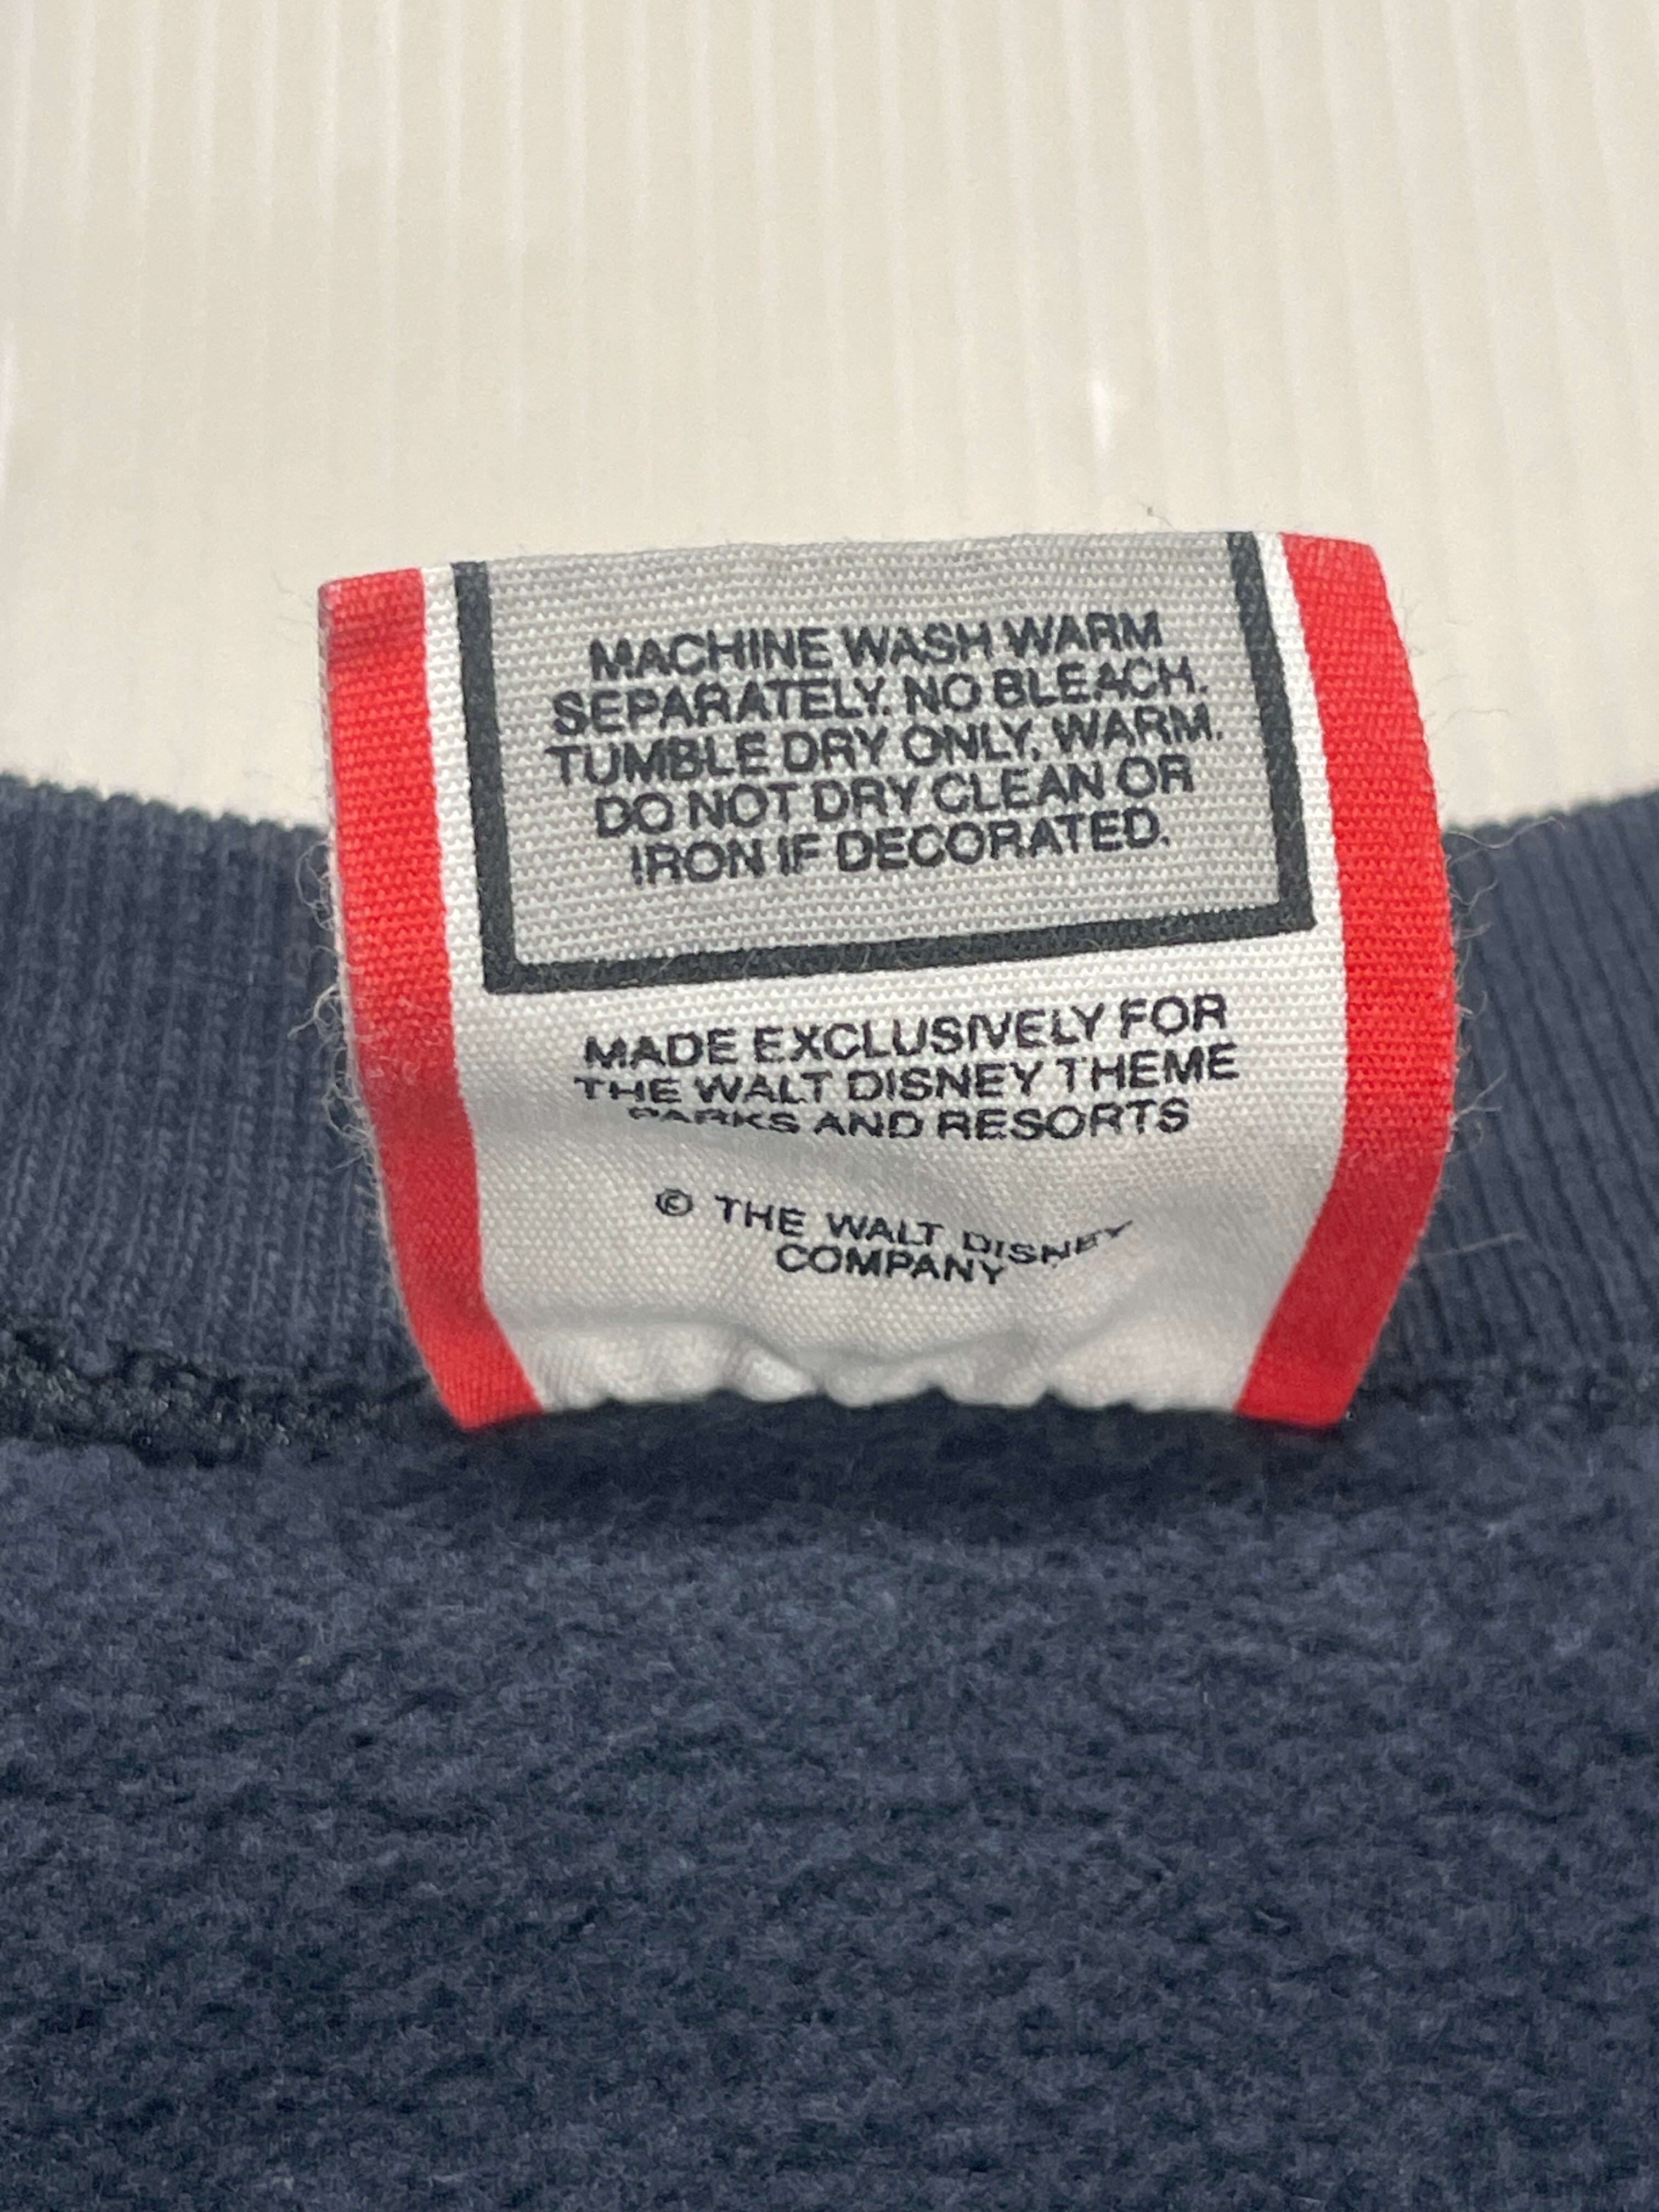 MACHINE WASH WARM
SEPARATELY. NO BLEACH.
TUMBLE DRY ONLY, WARM.
DO NOT DRY CLEAN OR
IRON IF DECORATED.
MADE EXCLUSIVELY FOR
THE WALT DISNEY THEME
PARKS AND RESORTS
© THE WALT DISNEY
COMPANY